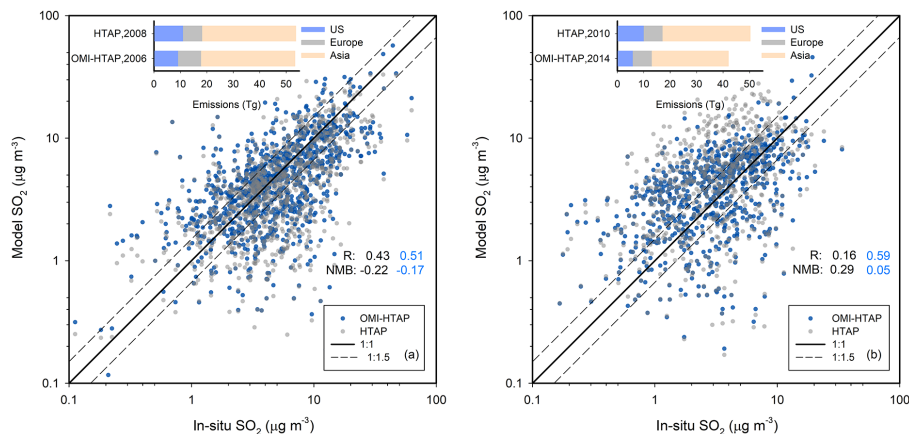 100
10
1
0.1
0.1
1
10
100
Model SO2 (µg m-3)
In-situ SO2 (µg m-3)
HTAP,2008
OMI-HTAP,2006
0 10 20 30 40 50
Emissions (Tg)
US
Europe
Asia
R: 0.43 0.51
NMB: -0.22 -0.17
OMI-HTAP
HTAP
1:1
1:1.5
(a)
100
10
1
0.1
0.1
1
10
100
Model SO2 (µg m-3)
In-situ SO2 (µg m-3)
HTAP,2010
OMI-HTAP,2014
0 10 20 30 40 50
Emissions (Tg)
US
Europe
Asia
R: 0.16 0.59
NMB: 0.29 0.05
OMI-HTAP
HTAP
1:1
1:1.5
(b)